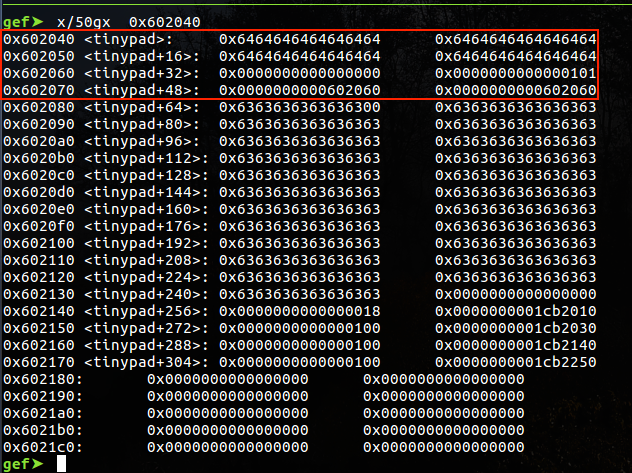 gef➤ x/50gx 0x602040
0x602040 <tinypad>: 0x6464646464646464 0x6464646464646464
0x602050 <tinypad+16>: 0x6464646464646464 0x6464646464646464
0x602060 <tinypad+32>: 0x0000000000000000 0x0000000000000101
0x602070 <tinypad+48>: 0x0000000000602060 0x0000000000602060
0x602080 <tinypad+64>: 0x6363636363636300 0x6363636363636363
0x602090 <tinypad+80>: 0x6363636363636363 0x6363636363636363
0x6020a0 <tinypad+96>: 0x6363636363636363 0x6363636363636363
0x6020b0 <tinypad+112>: 0x6363636363636363 0x6363636363636363
0x6020c0 <tinypad+128>: 0x6363636363636363 0x6363636363636363
0x6020d0 <tinypad+144>: 0x6363636363636363 0x6363636363636363
0x6020e0 <tinypad+160>: 0x6363636363636363 0x6363636363636363
0x6020f0 <tinypad+176>: 0x6363636363636363 0x6363636363636363
0x602100 <tinypad+192>: 0x6363636363636363 0x6363636363636363
0x602110 <tinypad+208>: 0x6363636363636363 0x6363636363636363
0x602120 <tinypad+224>: 0x6363636363636363 0x6363636363636363
0x602130 <tinypad+240>: 0x6363636363636363 0x0000000000000000
0x602140 <tinypad+256>: 0x0000000000000018 0x0000000001cb2010
0x602150 <tinypad+272>: 0x0000000000000100 0x0000000001cb2030
0x602160 <tinypad+288>: 0x0000000000000100 0x0000000001cb2140
0x602170 <tinypad+304>: 0x0000000000000100 0x0000000001cb2250
0x602180: 0x0000000000000000 0x0000000000000000
0x602190: 0x0000000000000000 0x0000000000000000
0x6021a0: 0x0000000000000000 0x0000000000000000
0x6021b0: 0x0000000000000000 0x0000000000000000
0x6021c0: 0x0000000000000000 0x0000000000000000
gef➤